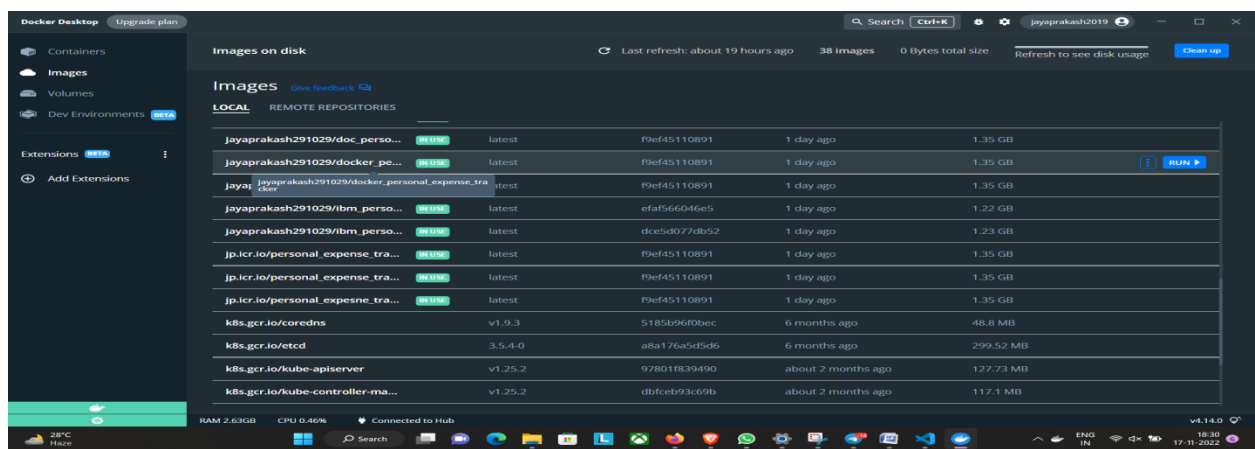 Docker Desktop Upgrade plan Search Ctrl+K jayaprakash2019
Containers
Images
Volumes
Dev Environments BETA
Extensions BETA
Add Extensions
Images on disk Last refresh: about 19 hours ago 38 images 0 Bytes total size Refresh to see disk usage Clean up
Images Give feedback
LOCAL REMOTE REPOSITORIES
jayaprakash291029/doc_perso... IN USE latest f9ef45110891 1 day ago 1.35 GB
jayaprakash291029/docker_pe... IN USE latest f9ef45110891 1 day ago 1.35 GB RUN
jayaprakash291029/docker_personal_expense_tra
cker
jayap atest f9ef45110891 1 day ago 1.35 GB
jayaprakash291029/ibm_perso... IN USE latest efaf566046e5 1 day ago 1.22 GB
jayaprakash291029/ibm_perso... IN USE latest dce5d077db52 1 day ago 1.23 GB
jp.icr.io/personal_expense_tra... IN USE latest f9ef45110891 1 day ago 1.35 GB
jp.icr.io/personal_expense_tra... IN USE latest f9ef45110891 1 day ago 1.35 GB
jp.icr.io/personal_expesne_tra... IN USE latest f9ef45110891 1 day ago 1.35 GB
k8s.gcr.io/coredns v1.9.3 5185b96f0bec 6 months ago 48.8 MB
k8s.gcr.io/etcd 3.5.4-0 a8a176a5d5d6 6 months ago 299.52 MB
k8s.gcr.io/kube-apiserver v1.25.2 97801f839490 about 2 months ago 127.73 MB
k8s.gcr.io/kube-controller-ma... v1.25.2 dbfceb93c69b about 2 months ago 117.1 MB
RAM 2.63GB CPU 0.46% Connected to Hub v4.14.0
28°C
Haze
Search
ENG
IN
18:30
17-11-2022
6